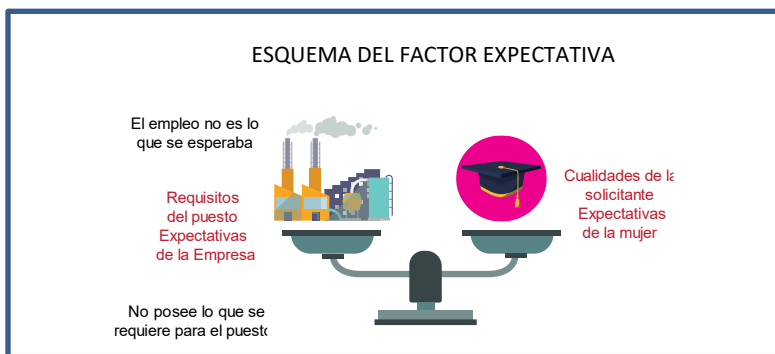 ESQUEMA DEL FACTOR EXPECTATIVA
El empleo no es lo
que se esperaba
Requisitos
del puesto
Expectativas
de la Empresa
Cualidades de la
solicitante
Expectativas
de la mujer
No posee lo que se
requiere para el puesto